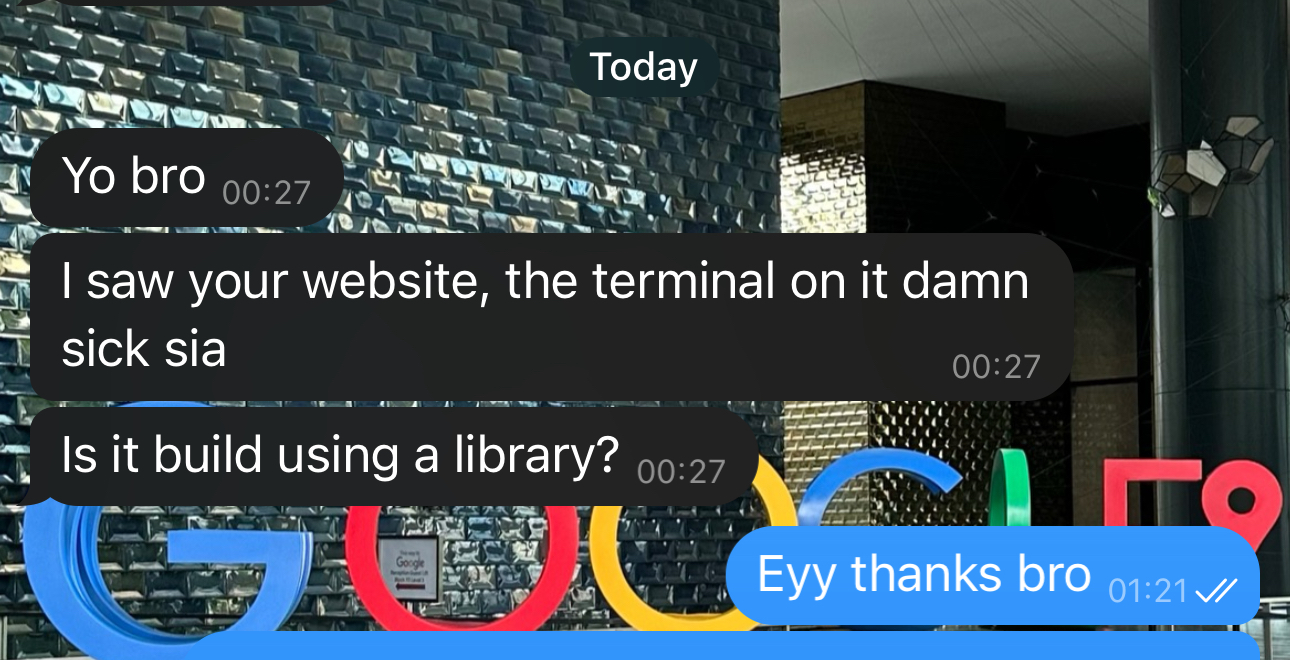 Today
Yo bro 00:27
I saw your website, the terminal on it damn
sick sia 00:27
Is it build using a library? 00:27
Eyy thanks bro 01:21
Google